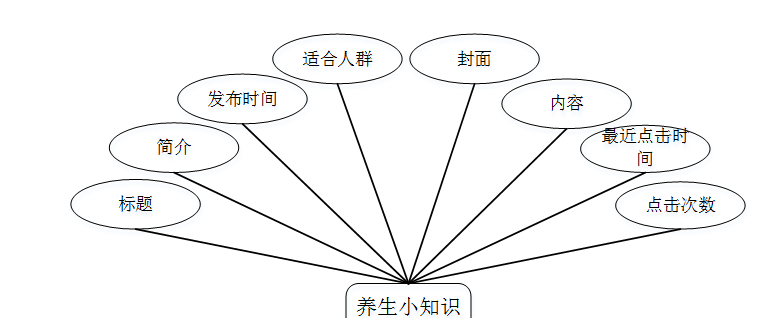 适合人群
封面
发布时间
内容
简介
最近点击时
间
标题
点击次数
养生小知识